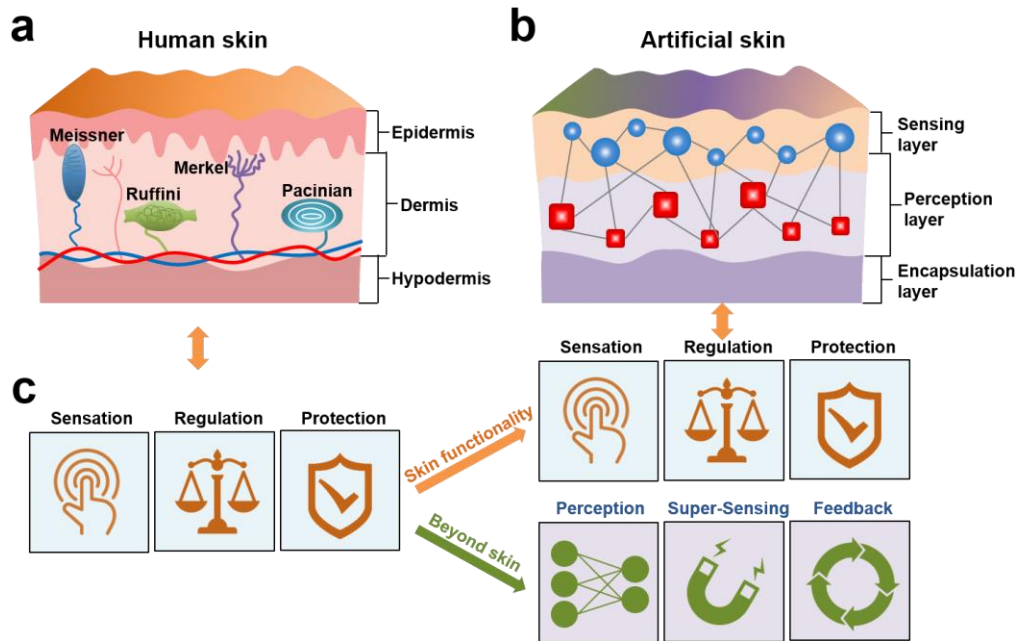 a
Human skin
Meissner
Merkel
Ruffini
Pacinian
Epidermis
Dermis
Hypodermis
b
Artificial skin
Sensing
layer
Perception
layer
Encapsulation
layer
c
Sensation
Regulation
Protection
Skin functionality
Beyond skin
Sensation
Regulation
Protection
Perception
Super-Sensing
Feedback